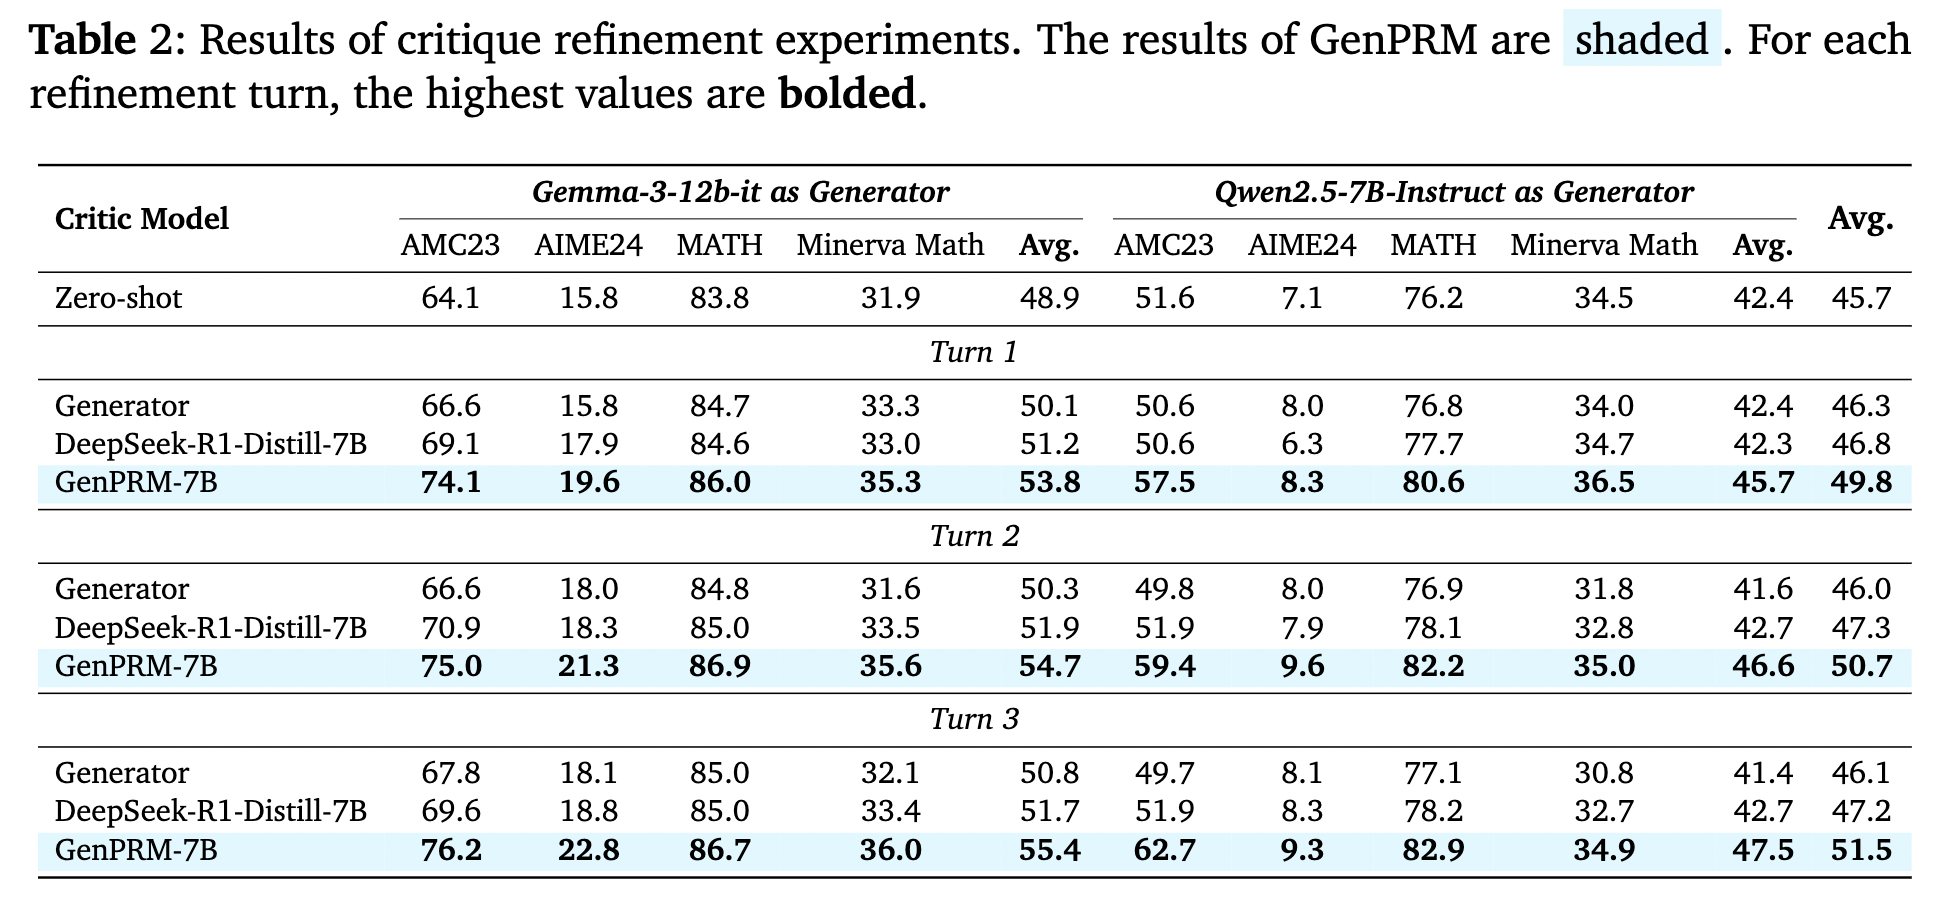 Table 2: Results of critique refinement experiments. The results of GenPRM are shaded . For each
refinement turn, the highest values are bolded.
Critic Model Gemma-3-12b-it as Generator Qwen2.5-7B-Instruct as Generator Avg.
AMC23 AIME24 MATH Minerva Math Avg. AMC23 AIME24 MATH Minerva Math Avg.
Zero-shot 64.1 15.8 83.8 31.9 48.9 51.6 7.1 76.2 34.5 42.4 45.7
Turn 1
Generator 66.6 15.8 84.7 33.3 50.1 50.6 8.0 76.8 34.0 42.4 46.3
DeepSeek-R1-Distill-7B 69.1 17.9 84.6 33.0 51.2 50.6 6.3 77.7 34.7 42.3 46.8
GenPRM-7B 74.1 19.6 86.0 35.3 53.8 57.5 8.3 80.6 36.5 45.7 49.8
Turn 2
Generator 66.6 18.0 84.8 31.6 50.3 49.8 8.0 76.9 31.8 41.6 46.0
DeepSeek-R1-Distill-7B 70.9 18.3 85.0 33.5 51.9 51.9 7.9 78.1 32.8 42.7 47.3
GenPRM-7B 75.0 21.3 86.9 35.6 54.7 59.4 9.6 82.2 35.0 46.6 50.7
Turn 3
Generator 67.8 18.1 85.0 32.1 50.8 49.7 8.1 77.1 30.8 41.4 46.1
DeepSeek-R1-Distill-7B 69.6 18.8 85.0 33.4 51.7 51.9 8.3 78.2 32.7 42.7 47.2
GenPRM-7B 76.2 22.8 86.7 36.0 55.4 62.7 9.3 82.9 34.9 47.5 51.5